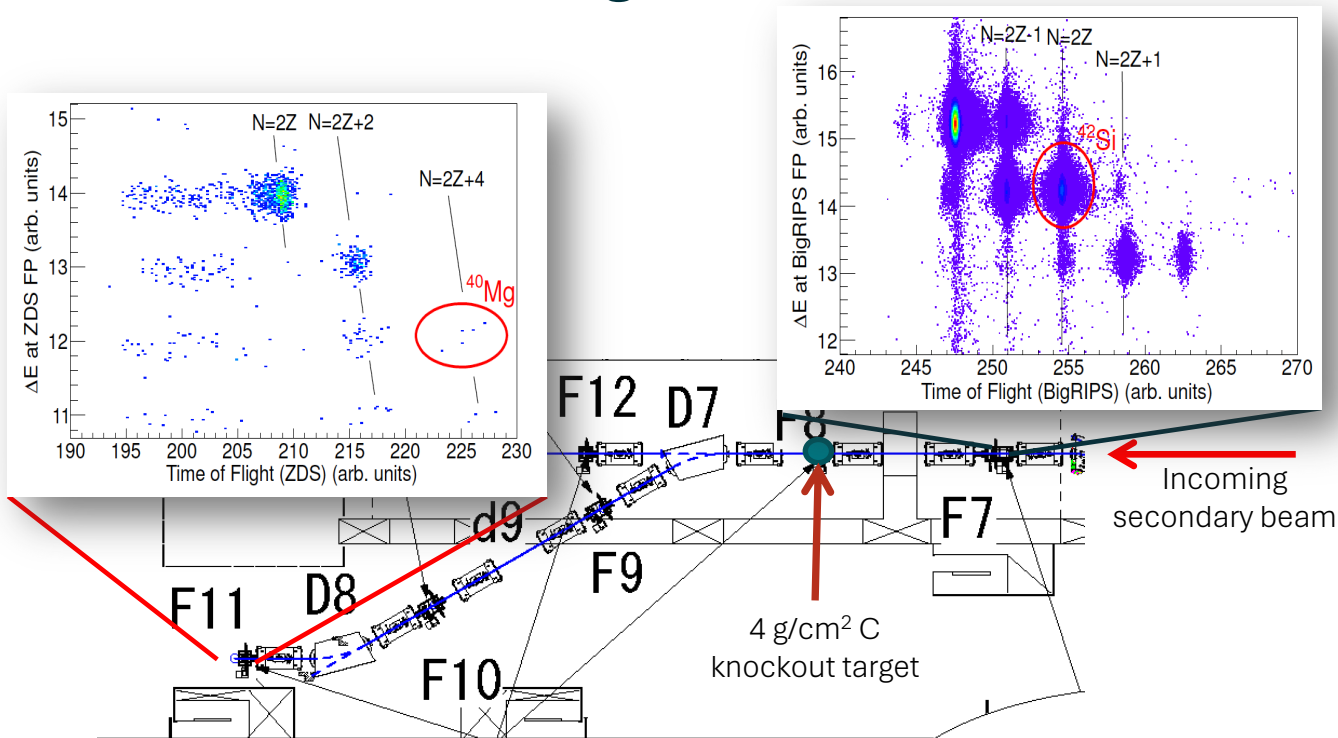 N=2Z N=2Z+2
N=2Z+4
⁴⁰Mg
ΔE at ZDS FP (arb. units)
15
14
13
12
11
190 195 200 205 210 215 220 225 230
Time of Flight (ZDS) (arb. units)
N=2Z-1 N=2Z
N=2Z+1
⁴²Si
ΔE at BigRIPS FP (arb. units)
16
15
14
13
12
240 245 250 255 260 265 270
Time of Flight (BigRIPS) (arb. units)
F12 D7 F8
Incoming
secondary beam
F7
d9
F9
D8
F11
F10
4 g/cm² C
knockout target